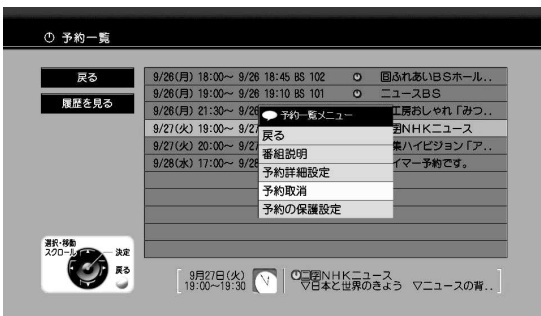 予約一覧
戻る
履歴を見る
9/26(月) 18:00～ 9/26 18:45 BS 102 回ふれあいBSホール..
9/26(月) 19:00～ 9/26 19:10 BS 101 ニュースBS
9/26(月) 21:30～ 9/26 工房おしゃれ「みつ..
9/27(火) 19:00～ 9/27 NHKニュース
9/27(火) 20:00～ 9/27 集ハイビジョン「ア..
9/28(水) 17:00～ 9/28 イマー予約です。
予約一覧メニュー
戻る
番組説明
予約詳細設定
予約取消
予約の保護設定
選択・移動
スクロール
決定
戻る
9月27日(火)
19:00～19:30
NHKニュース
▽日本と世界のきょう ▽ニュースの背..